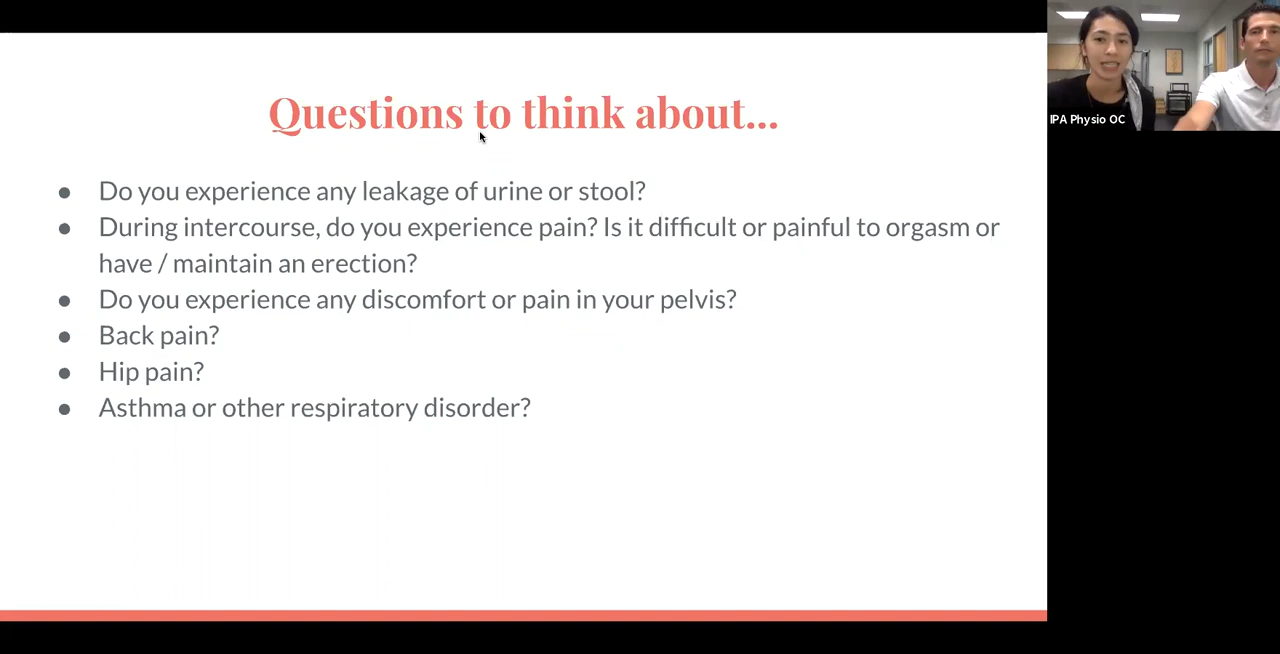 Questions to think about...
● Do you experience any leakage of urine or stool?
● During intercourse, do you experience pain? Is it difficult or painful to orgasm or
have / maintain an erection?
● Do you experience any discomfort or pain in your pelvis?
● Back pain?
● Hip pain?
● Asthma or other respiratory disorder?
IPA Physio OC